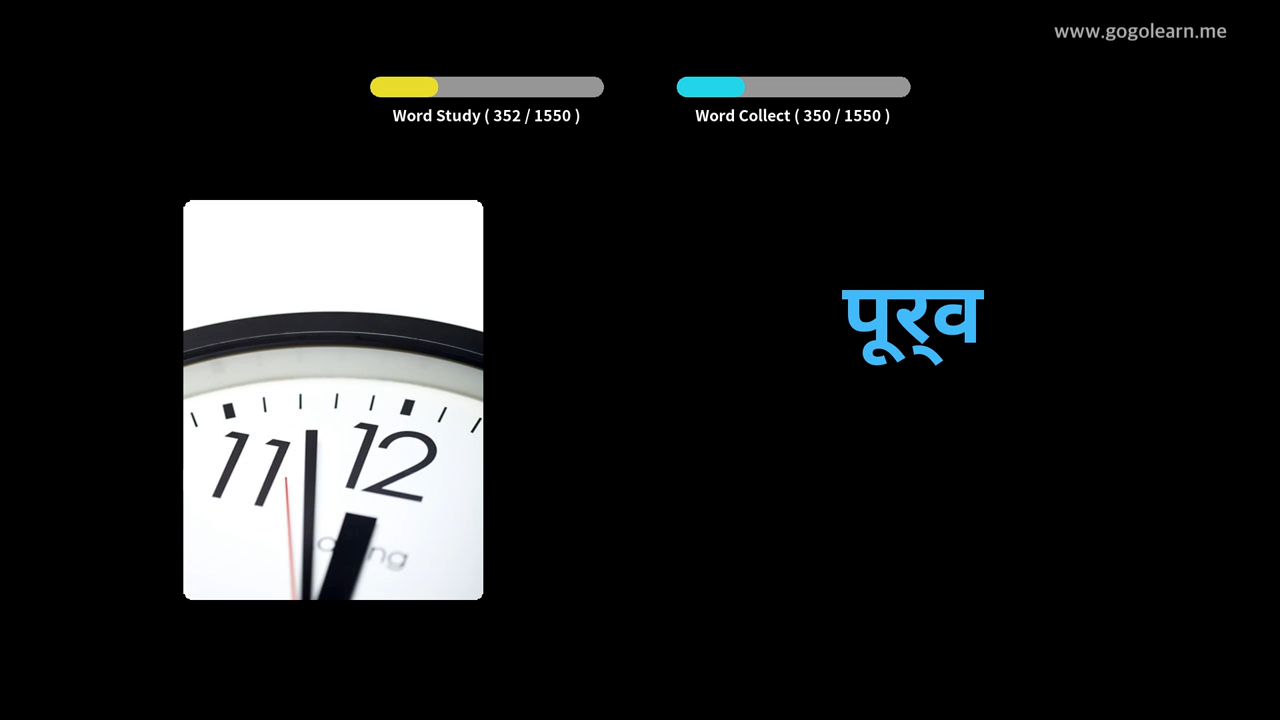 www.gogolearn.me
Word Study ( 352 / 1550 )
Word Collect ( 350 / 1550 )
पूर्व
11 12